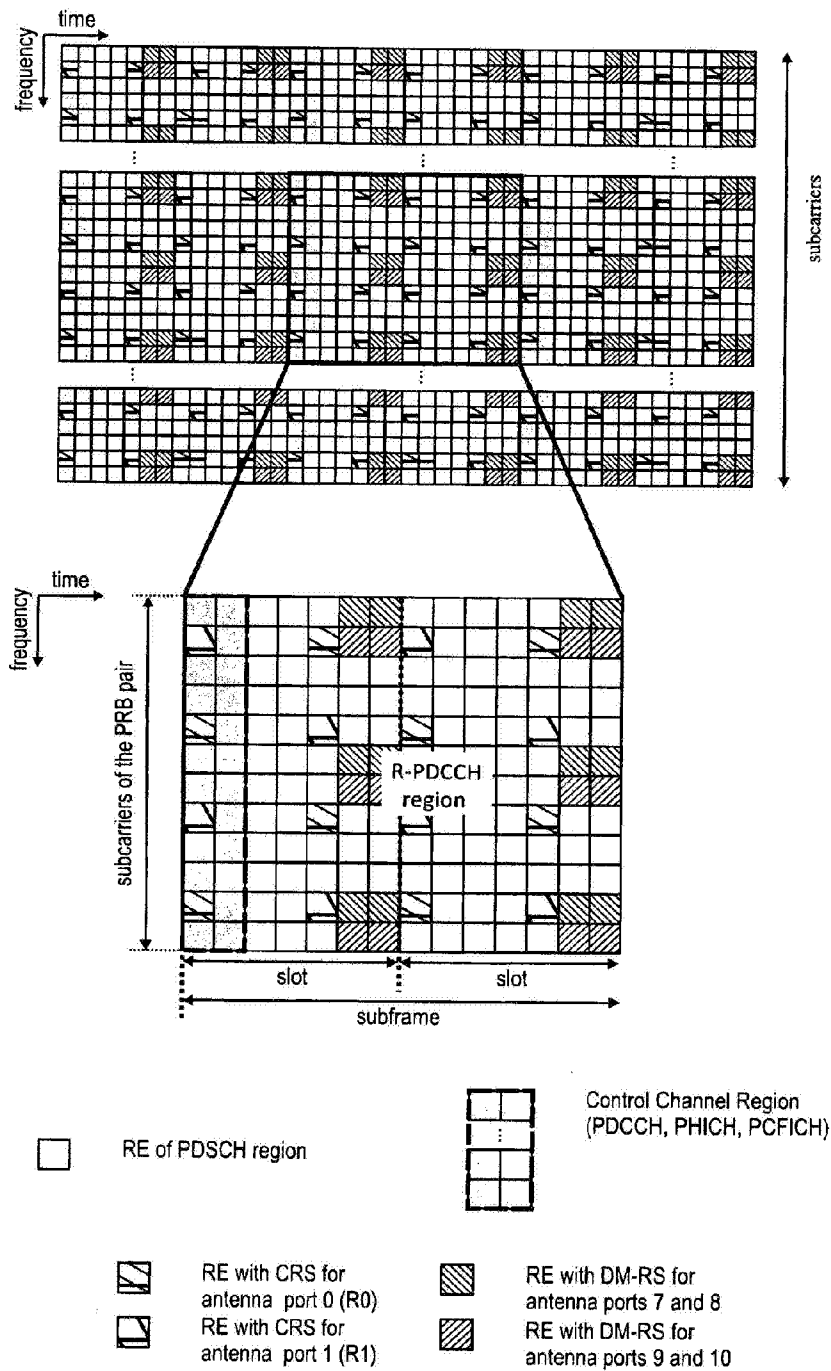 time
frequency
...
...
...
subcarriers
...
...
...
time
frequency
subcarriers of the PRB pair
R-PDCCH
region
slot
slot
subframe
RE of PDSCH region
...
Control Channel Region
(PDCCH, PHICH, PCFICH)
RE with CRS for
antenna port 0 (R0)
RE with CRS for
antenna port 1 (R1)
RE with DM-RS for
antenna ports 7 and 8
RE with DM-RS for
antenna ports 9 and 10